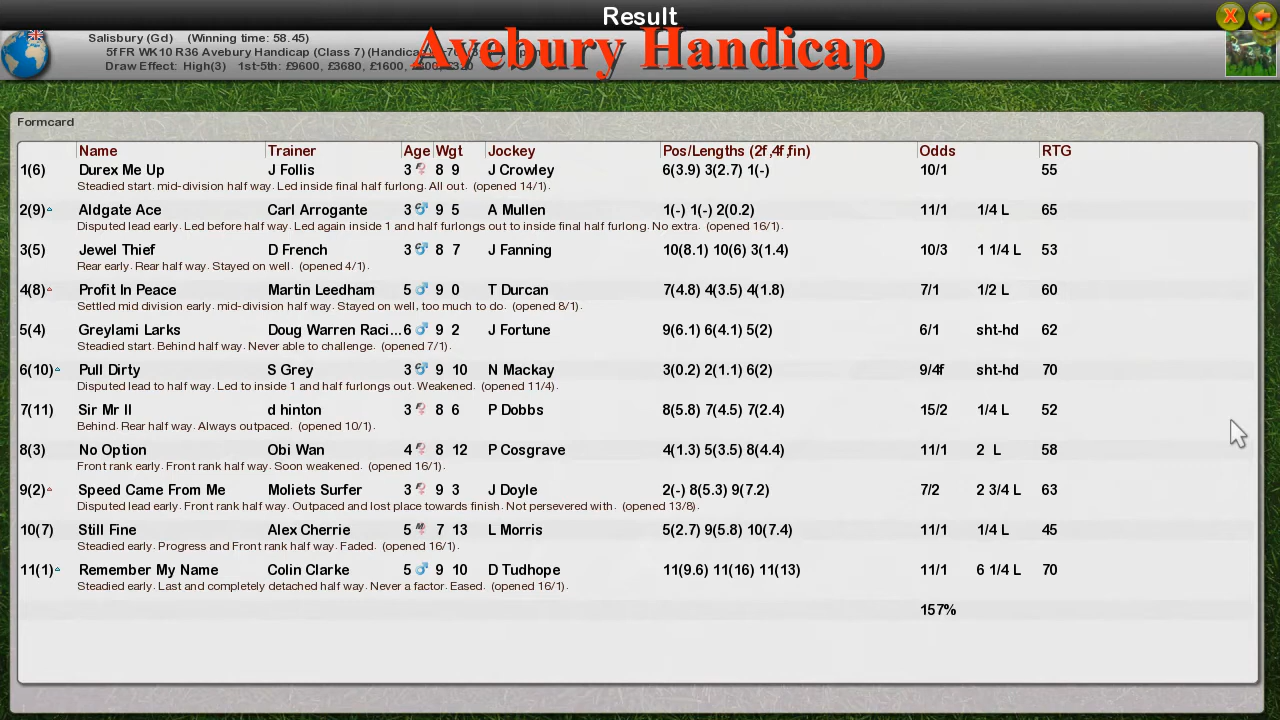 Result
Avebury Handicap
Salisbury (Gd) (Winning time: 58.45)
5f FR WK10 R36 Avebury Handicap (Class 7) (Handicap
Draw Effect: High(3) 1st-5th: £9600, £3680, £1600,
Formcard
Name Trainer Age Wgt Jockey Pos/Lengths (2f,4f,fin) Odds RTG
1(6) Durex Me Up J Follis 3 8 9 J Crowley 6(3.9) 3(2.7) 1(-) 10/1 55
Steadied start. mid-division half way. Led inside final half furlong. All out. (opened 14/1).
2(9) Aldgate Ace Carl Arrogante 3 9 5 A Mullen 1(-) 1(-) 2(0.2) 11/1 1/4 L 65
Disputed lead early. Led before half way. Led again inside 1 and half furlongs out to inside final half furlong. No extra. (opened 16/1).
3(5) Jewel Thief D French 3 8 7 J Fanning 10(8.1) 10(6) 3(1.4) 10/3 1 1/4 L 53
Rear early. Rear half way. Stayed on well. (opened 4/1).
4(8) Profit In Peace Martin Leedham 5 9 0 T Durcan 7(4.8) 4(3.5) 4(1.8) 7/1 1/2 L 60
Settled mid division early. mid-division half way. Stayed on well, too much to do. (opened 8/1).
5(4) Greylami Larks Doug Warren Raci... 6 9 2 J Fortune 9(6.1) 6(4.1) 5(2) 6/1 sht-hd 62
Steadied start. Behind half way. Never able to challenge. (opened 7/1).
6(10) Pull Dirty S Grey 3 9 10 N Mackay 3(0.2) 2(1.1) 6(2) 9/4f sht-hd 70
Disputed lead to half way. Led to inside 1 and half furlongs out. Weakened. (opened 11/4).
7(11) Sir Mr II d hinton 3 8 6 P Dobbs 8(5.8) 7(4.5) 7(2.4) 15/2 1/4 L 52
Behind. Rear half way. Always outpaced. (opened 10/1).
8(3) No Option Obi Wan 4 8 12 P Cosgrave 4(1.3) 5(3.5) 8(4.4) 11/1 2 L 58
Front rank early. Front rank half way. Soon weakened. (opened 16/1).
9(2) Speed Came From Me Moliets Surfer 3 9 3 J Doyle 2(-) 8(5.3) 9(7.2) 7/2 2 3/4 L 63
Disputed lead early. Front rank half way. Outpaced and lost place towards finish. Not persevered with. (opened 13/8).
10(7) Still Fine Alex Cherrie 5 7 13 L Morris 5(2.7) 9(5.8) 10(7.4) 11/1 1/4 L 45
Steadied early. Progress and Front rank half way. Faded. (opened 16/1).
11(1) Remember My Name Colin Clarke 5 9 10 D Tudhope 11(9.6) 11(16) 11(13) 11/1 6 1/4 L 70
Steadied early. Last and completely detached half way. Never a factor. Eased. (opened 16/1).
157%